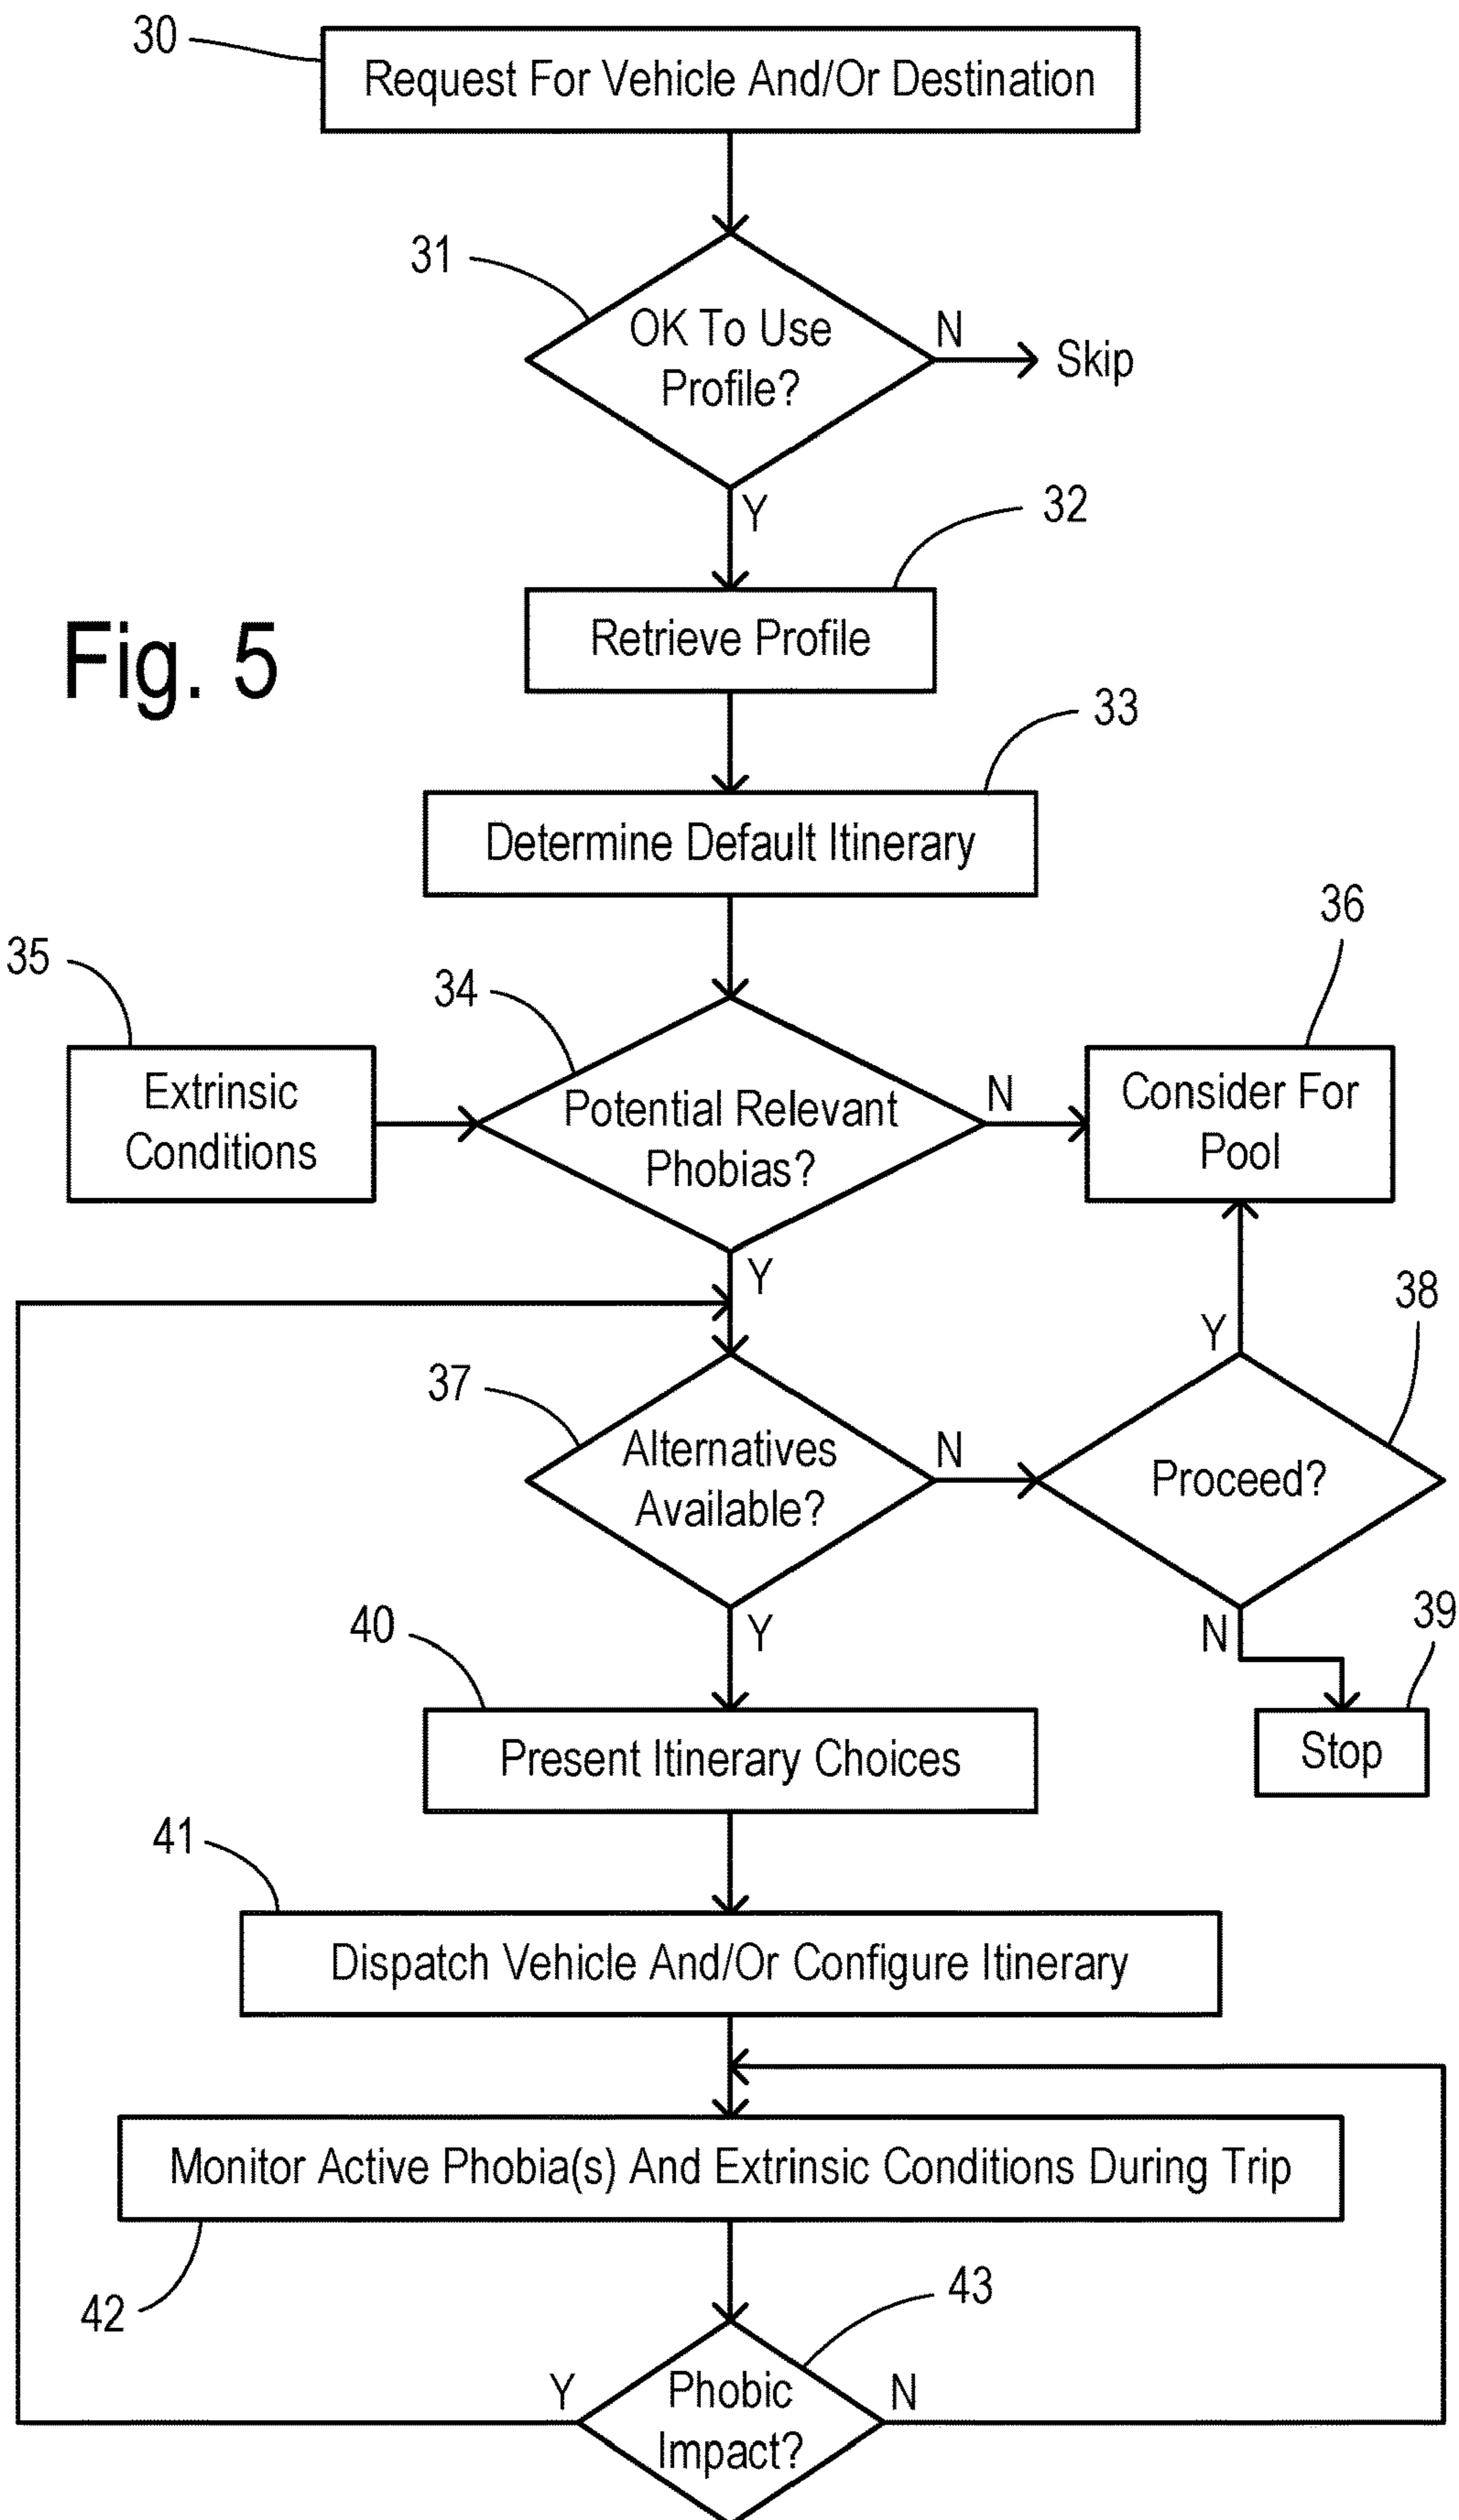 30
Request For Vehicle And/Or Destination
31
OK To Use
Profile?
N
Skip
Y
32
Retrieve Profile
Fig. 5
33
Determine Default Itinerary
36
35
34
Extrinsic
Conditions
Potential Relevant
Phobias?
N
Consider For
Pool
Y
38
Y
37
Alternatives
Available?
N
Proceed?
Y
N
39
40
Present Itinerary Choices
Stop
41
Dispatch Vehicle And/Or Configure Itinerary
Monitor Active Phobia(s) And Extrinsic Conditions During Trip
42
43
Y
Phobic
Impact?
N